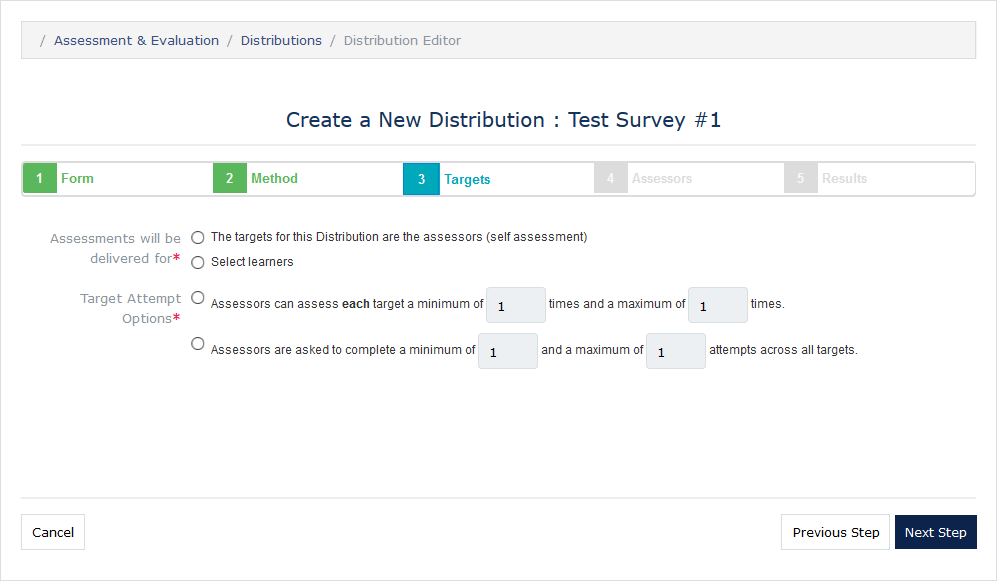 / Assessment & Evaluation / Distributions / Distribution Editor
Create a New Distribution : Test Survey #1
1 Form 2 Method 3 Targets 4 Assessors 5 Results
Assessments will be delivered for*
The targets for this Distribution are the assessors (self assessment)
Select learners
Target Attempt Options*
Assessors can assess each target a minimum of 1 times and a maximum of 1 times.
Assessors are asked to complete a minimum of 1 and a maximum of 1 attempts across all targets.
Cancel Previous Step Next Step